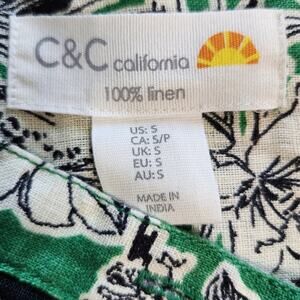 C&C california
100% linen
US: S
CA: S/P
UK: S
EU: S
AU: S
MADE IN
INDIA